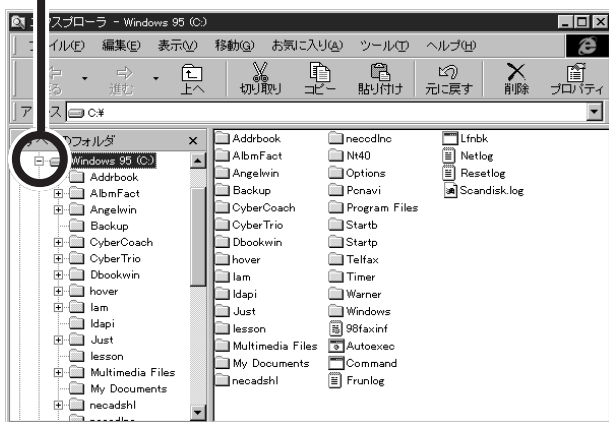 スプローラ - Windows 95 (C:)
イル(F) 編集(E) 表示(V) 移動(G) お気に入り(A) ツール(T) ヘルプ(H)
進む 上へ 切り取り コピー 貼り付け 元に戻す 削除 プロパティ
ス C:¥
のフォルダ
Windows 95 (C:)
Addrbook
AlbmFact
Angelwin
Backup
CyberCoach
CyberTrio
Dbookwin
hover
Iam
Idapi
Just
lesson
Multimedia Files
My Documents
necadshl
Addrbook
AlbmFact
Angelwin
Backup
CyberCoach
CyberTrio
Dbookwin
hover
Iam
Idapi
Just
lesson
Multimedia Files
My Documents
necadshl
neccdInc
Nt40
Options
Pcnavi
Program Files
Startb
Startp
Telfax
Timer
Warner
Windows
98faxinf
Autoexec
Command
Frunlog
Lfnbk
Netlog
Resetlog
Scandisk.log